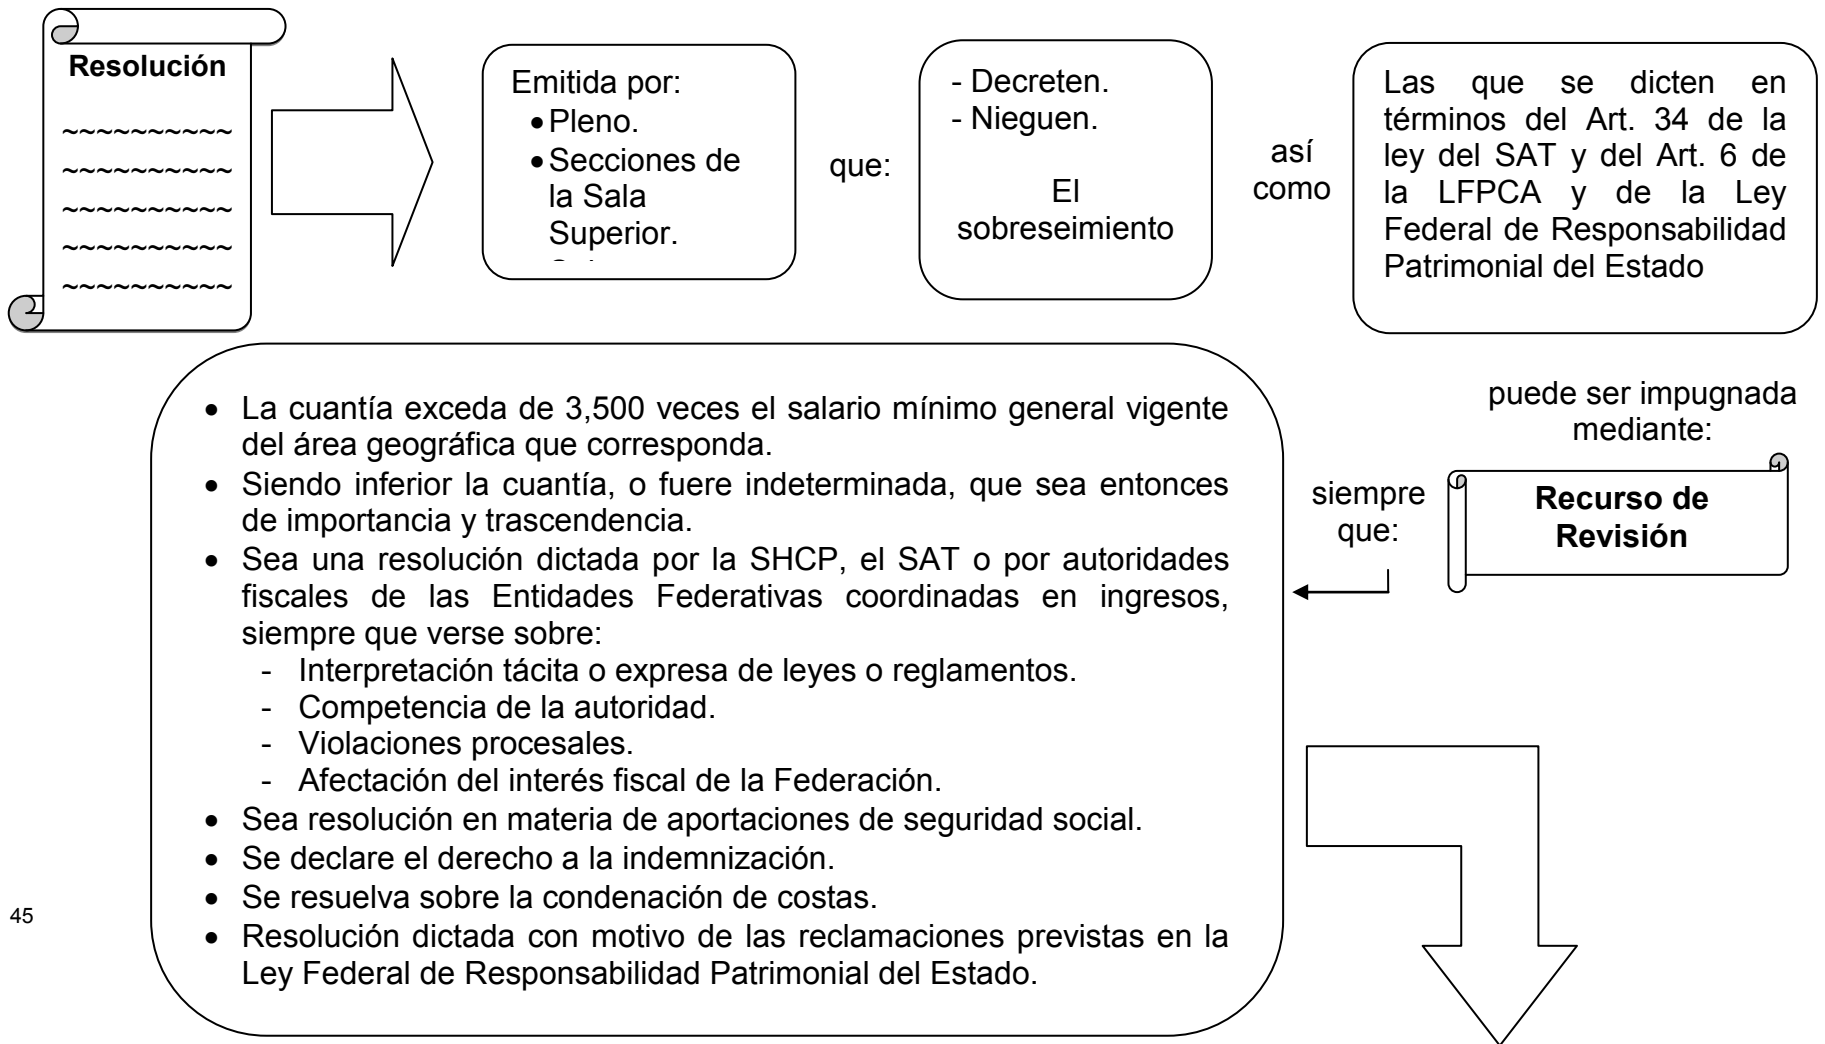 Resolución
~~~~~~~~~~
~~~~~~~~~~
~~~~~~~~~~
~~~~~~~~~~
~~~~~~~~~~
Emitida por:
• Pleno.
• Secciones de
la Sala
Superior.
que:
- Decreten.
- Nieguen.
El
sobreseimiento
así
como
Las que se dicten en
términos del Art. 34 de la
ley del SAT y del Art. 6 de
la LFPCA y de la Ley
Federal de Responsabilidad
Patrimonial del Estado
puede ser impugnada
mediante:
Recurso de
Revisión
siempre
que:
• La cuantía exceda de 3,500 veces el salario mínimo general vigente
del área geográfica que corresponda.
• Siendo inferior la cuantía, o fuere indeterminada, que sea entonces
de importancia y trascendencia.
• Sea una resolución dictada por la SHCP, el SAT o por autoridades
fiscales de las Entidades Federativas coordinadas en ingresos,
siempre que verse sobre:
- Interpretación tácita o expresa de leyes o reglamentos.
- Competencia de la autoridad.
- Violaciones procesales.
- Afectación del interés fiscal de la Federación.
• Sea resolución en materia de aportaciones de seguridad social.
• Se declare el derecho a la indemnización.
• Se resuelva sobre la condenación de costas.
• Resolución dictada con motivo de las reclamaciones previstas en la
Ley Federal de Responsabilidad Patrimonial del Estado.
45